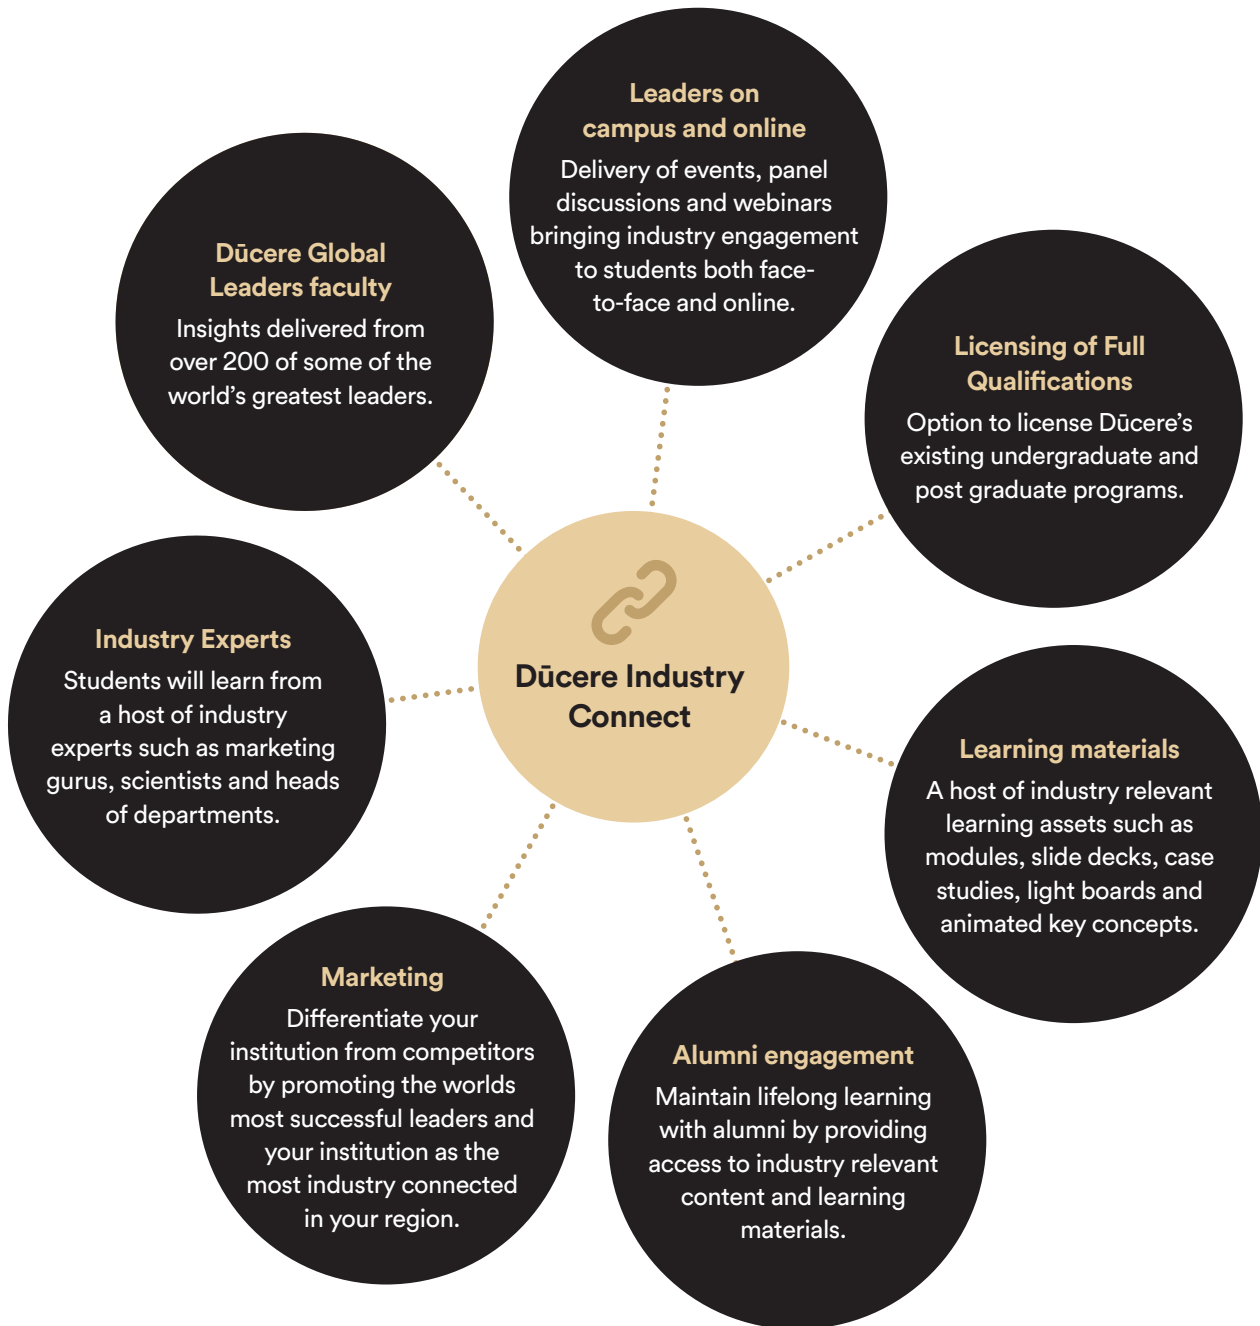 Leaders on
campus and online
Delivery of events, panel
discussions and webinars
bringing industry engagement
to students both face-
to-face and online.
Dūcere Global
Leaders faculty
Insights delivered from
over 200 of some of the
world’s greatest leaders.
Licensing of Full
Qualifications
Option to license Dūcere’s
existing undergraduate and
post graduate programs.
Industry Experts
Students will learn from
a host of industry
experts such as marketing
gurus, scientists and heads
of departments.
Dūcere Industry
Connect
Learning materials
A host of industry relevant
learning assets such as
modules, slide decks, case
studies, light boards and
animated key concepts.
Marketing
Differentiate your
institution from competitors
by promoting the worlds
most successful leaders and
your institution as the
most industry connected
in your region.
Alumni engagement
Maintain lifelong learning
with alumni by providing
access to industry relevant
content and learning
materials.